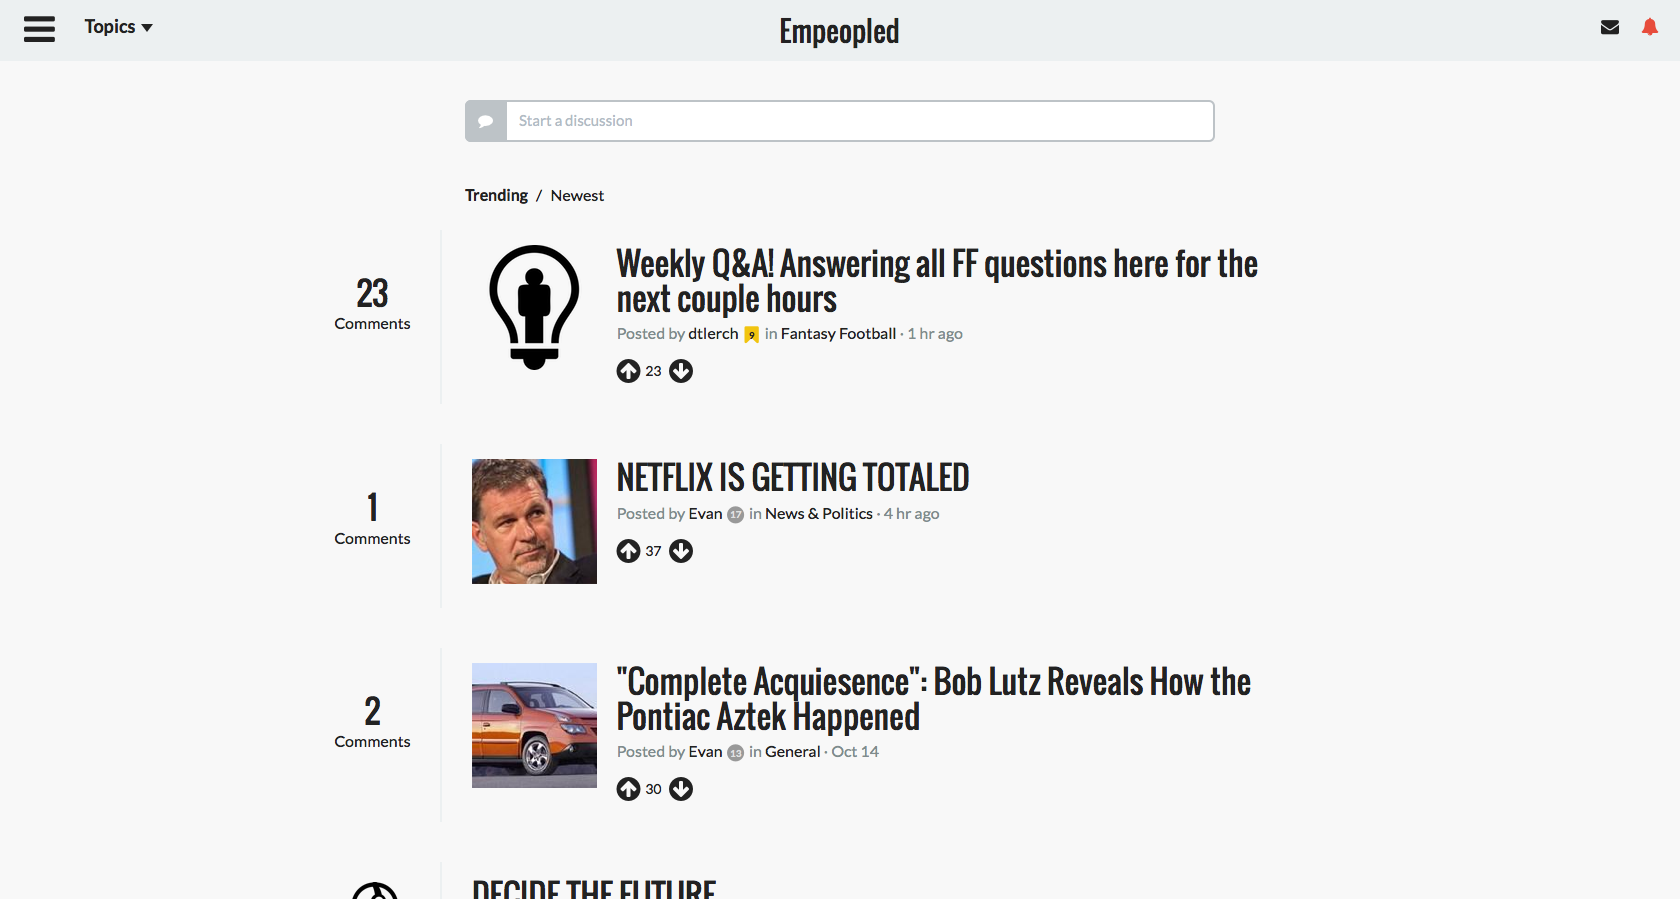 Topics
Empeopled
Start a discussion
Trending / Newest
23
Comments
Weekly Q&A! Answering all FF questions here for the
next couple hours
Posted by dtlerch 9 in Fantasy Football · 1 hr ago
23
1
Comments
NETFLIX IS GETTING TOTALED
Posted by Evan 17 in News & Politics · 4 hr ago
37
2
Comments
"Complete Acquiesence": Bob Lutz Reveals How the
Pontiac Aztek Happened
Posted by Evan 13 in General · Oct 14
30
DECIDE THE FUTURE